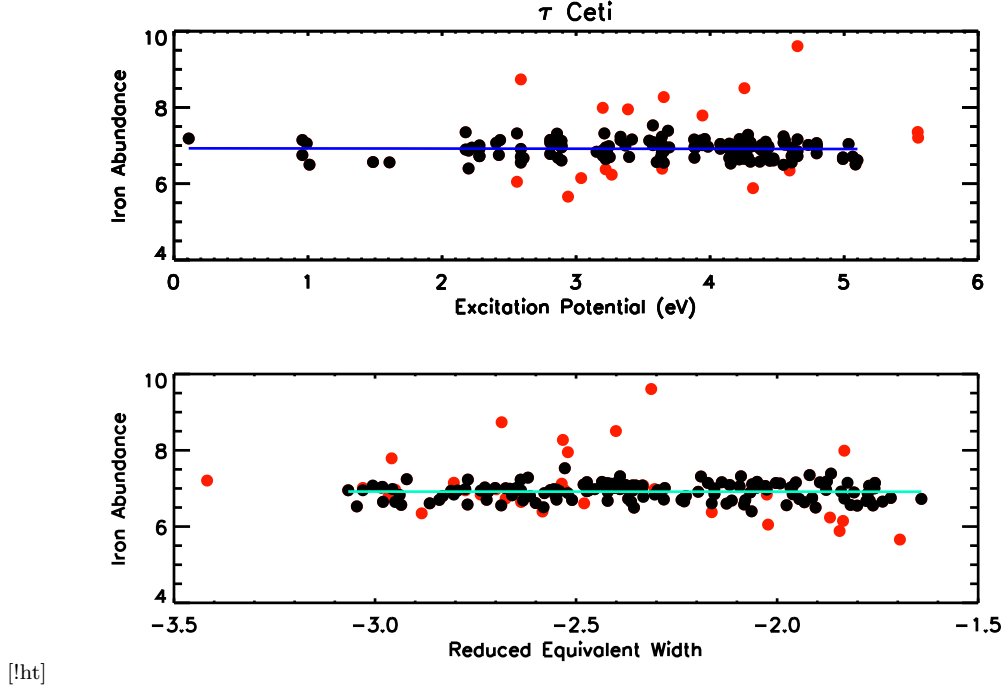 τ Ceti
10
8
6
4
Iron Abundance
0 1 2 3 4 5 6
Excitation Potential (eV)
10
8
6
4
Iron Abundance
-3.5 -3.0 -2.5 -2.0 -1.5
Reduced Equivalent Width
[!ht]